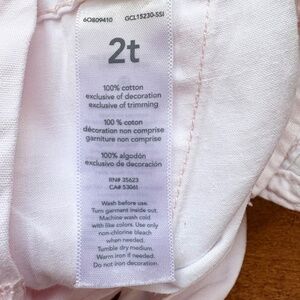 6O809410 GCL15230-SSI
2t
100% cotton
exclusive of decoration
exclusive of trimming
100 % coton
décoration non comprise
garniture non comprise
100% algodón
exclusivo de decoración
RN# 35623
CA# 53061
Wash before use.
Turn garment inside out.
Machine wash cold
with like colors. Use only
non-chlorine bleach
when needed.
Tumble dry medium.
Warm iron if needed.
Do not iron decoration.